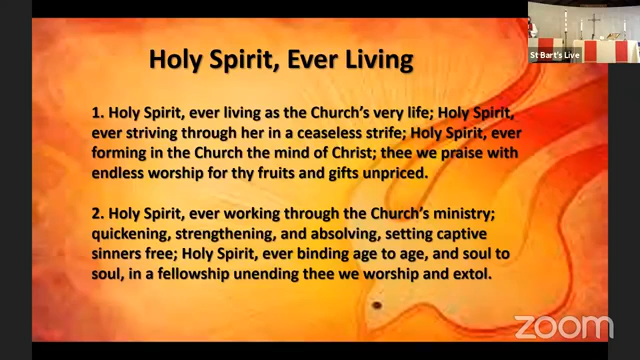 Holy Spirit, Ever Living
St Bart's Live
1. Holy Spirit, ever living as the Church's very life; Holy Spirit,
ever striving through her in a ceaseless strife; Holy Spirit, ever
forming in the Church the mind of Christ; thee we praise with
endless worship for thy fruits and gifts unpriced.
2. Holy Spirit, ever working through the Church's ministry;
quickening, strengthening, and absolving, setting captive
sinners free; Holy Spirit, ever binding age to age, and soul to
soul, in a fellowship unending thee we worship and extol.
zoom